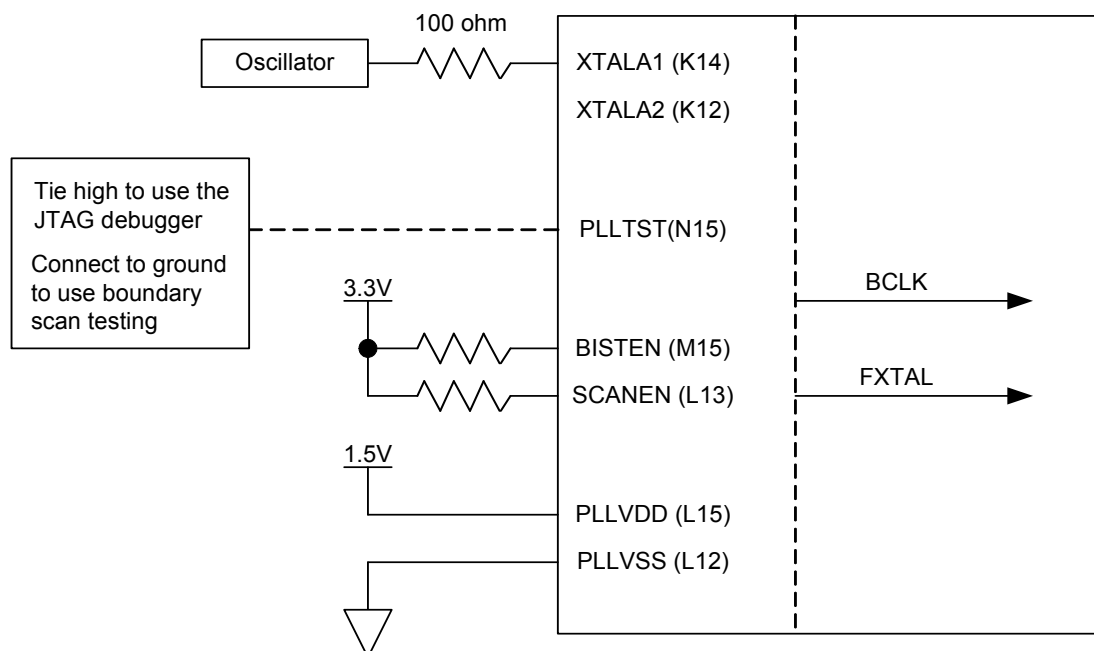 100 ohm
Oscillator
XTALA1 (K14)
XTALA2 (K12)
Tie high to use the
JTAG debugger
Connect to ground
to use boundary
scan testing
PLLTST(N15)
BCLK
3.3V
BISTEN (M15)
SCANEN (L13)
FXTAL
1.5V
PLLVDD (L15)
PLLVSS (L12)